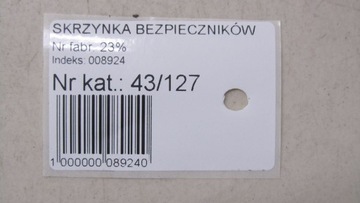 SKRZYNKA BEZPIECZNIKÓW
Nr fabr. 23%
Indeks: 008924
Nr kat.: 43/127
1 000000 089240